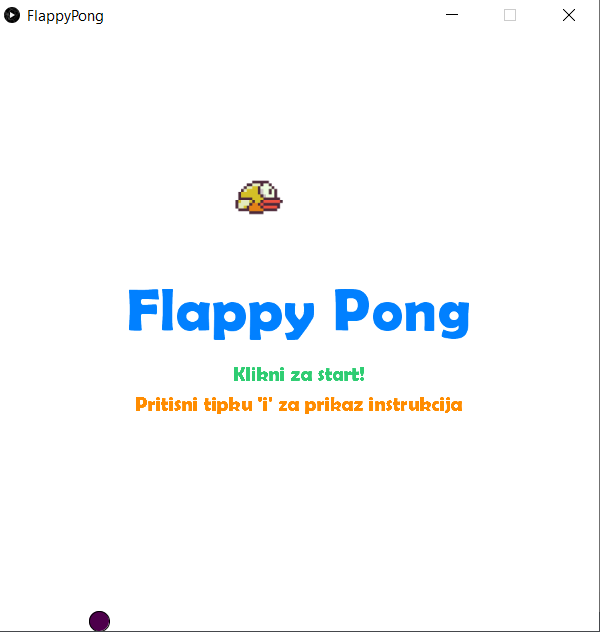 FlappyPong
Flappy Pong
Klikni za start!
Pritisni tipku 'i' za prikaz instrukcija